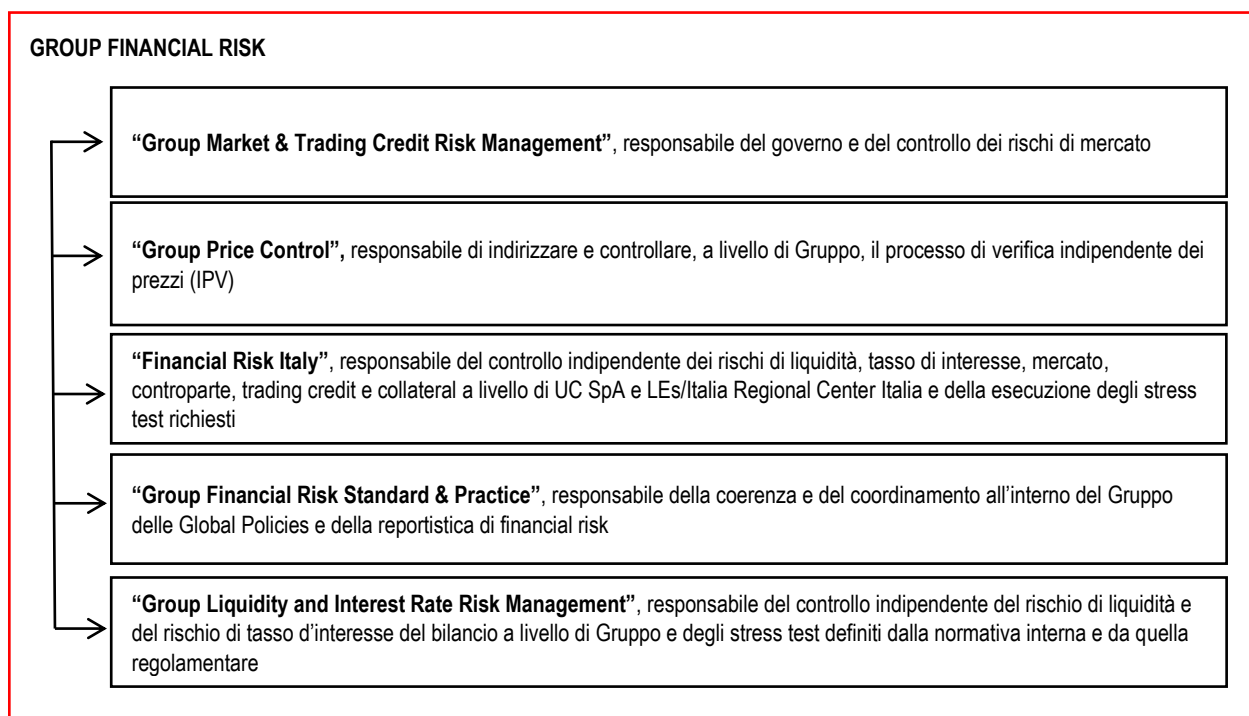 GROUP FINANCIAL RISK
“Group Market & Trading Credit Risk Management”, responsabile del governo e del controllo dei rischi di mercato
“Group Price Control”, responsabile di indirizzare e controllare, a livello di Gruppo, il processo di verifica indipendente dei
prezzi (IPV)
“Financial Risk Italy”, responsabile del controllo indipendente dei rischi di liquidità, tasso di interesse, mercato,
controparte, trading credit e collateral a livello di UC SpA e LEs/Italia Regional Center Italia e della esecuzione degli stress
test richiesti
“Group Financial Risk Standard & Practice”, responsabile della coerenza e del coordinamento all’interno del Gruppo
delle Global Policies e della reportistica di financial risk
“Group Liquidity and Interest Rate Risk Management”, responsabile del controllo indipendente del rischio di liquidità e
del rischio di tasso d’interesse del bilancio a livello di Gruppo e degli stress test definiti dalla normativa interna e da quella
regolamentare